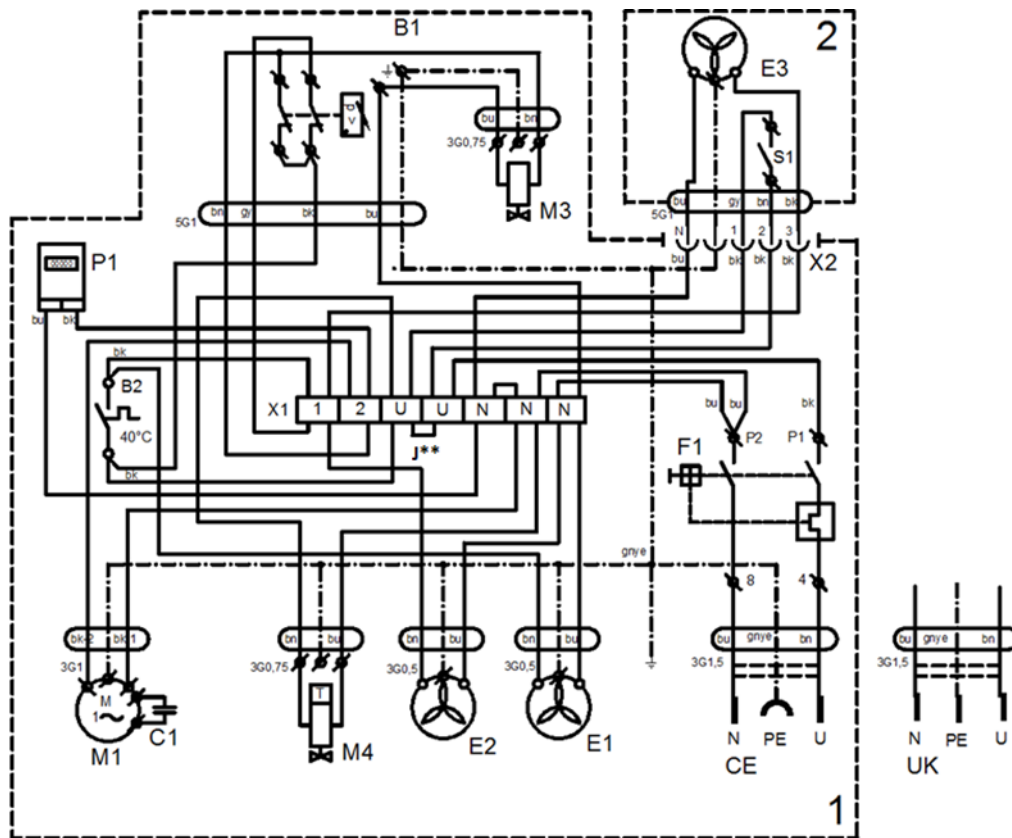 B1
2
E3
P
>
bu
bn
3G0,75
M3
S1
bn
gy
bk
bu
5G1
bu
gy
bn
bk
5G1
N
1
2
3
bu
bk
bk
bk
X2
P1
00000
bu
bk
bk
B2
40°C
bk
X1
1
2
U
U
N
N
N
J**
bu
bu
bk
P2
P1
F1
gnye
8
4
bk-2
bk-1
3G1
bn
bu
3G0,75
bn
bu
3G0,5
bn
bu
3G0,5
bu
gnye
bn
3G1,5
bu
gnye
bn
3G1,5
M
1
T
C1
M1
M4
E2
E1
N
PE
U
CE
N
PE
U
UK
1